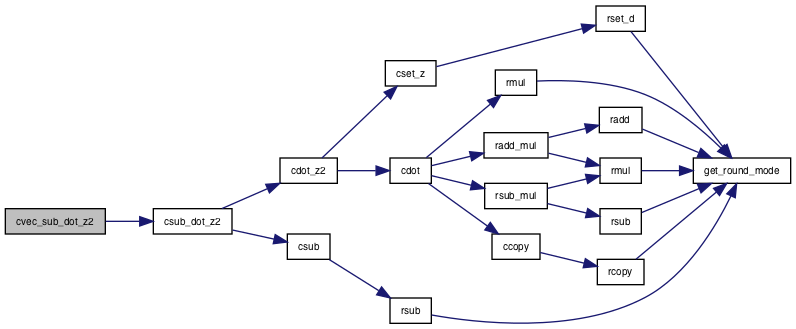 rset_d
cset_z
rmul
radd
radd_mul
cdot_z2
cdot
rmul
get_round_mode
rsub_mul
cvec_sub_dot_z2
csub_dot_z2
rsub
csub
ccopy
rcopy
rsub